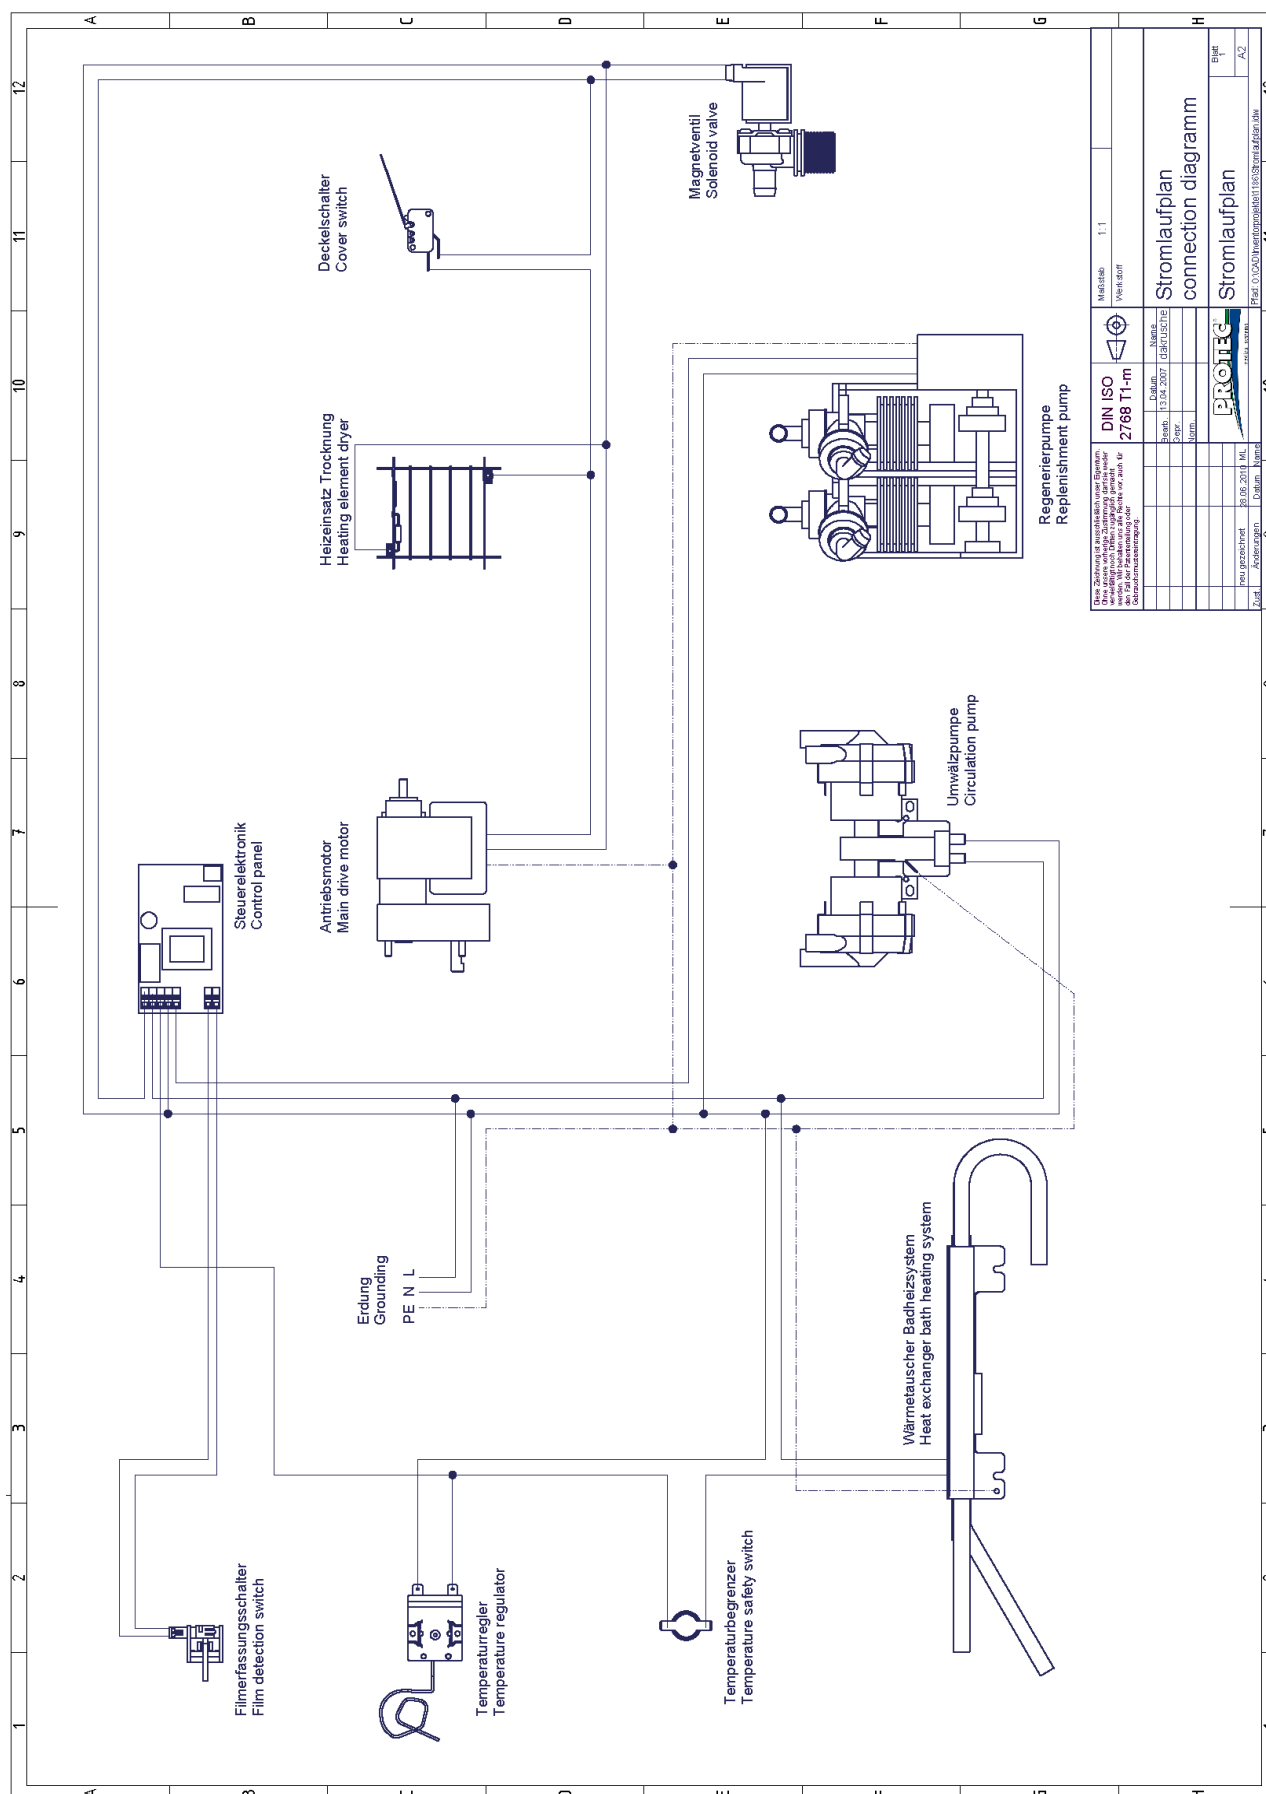 Deckelschalter
Cover switch
Magnetventil
Solenoid valve
Heizeinsatz Trocknung
Heating element dryer
Regenerierpumpe
Replenishment pump
Steuerelektronik
Control panel
Antriebsmotor
Main drive motor
Umwälzpumpe
Circulation pump
Erdung
Grounding
PE N L
Wärmetauscher Badheizsystem
Heat exchanger bath heating system
Filmerfassungsschalter
Film detection switch
Temperaturregler
Temperature regulator
Temperaturbegrenzer
Temperature safety switch
1 2 3 4 5 6 7 8 9 10 11 12
A B C D E F G H
DIN ISO
2768 T1-m
Maßstab 1:1
Werkstoff
Datum Name
Bearb. 13.04.2007 dakrusche
Gepr.
Norm
Stromlaufplan
connection diagramm
PROTEC
Stromlaufplan
Blatt
1
A2
neu gezeichnet 28.06.2010 ML
Zust. Änderungen Datum Name